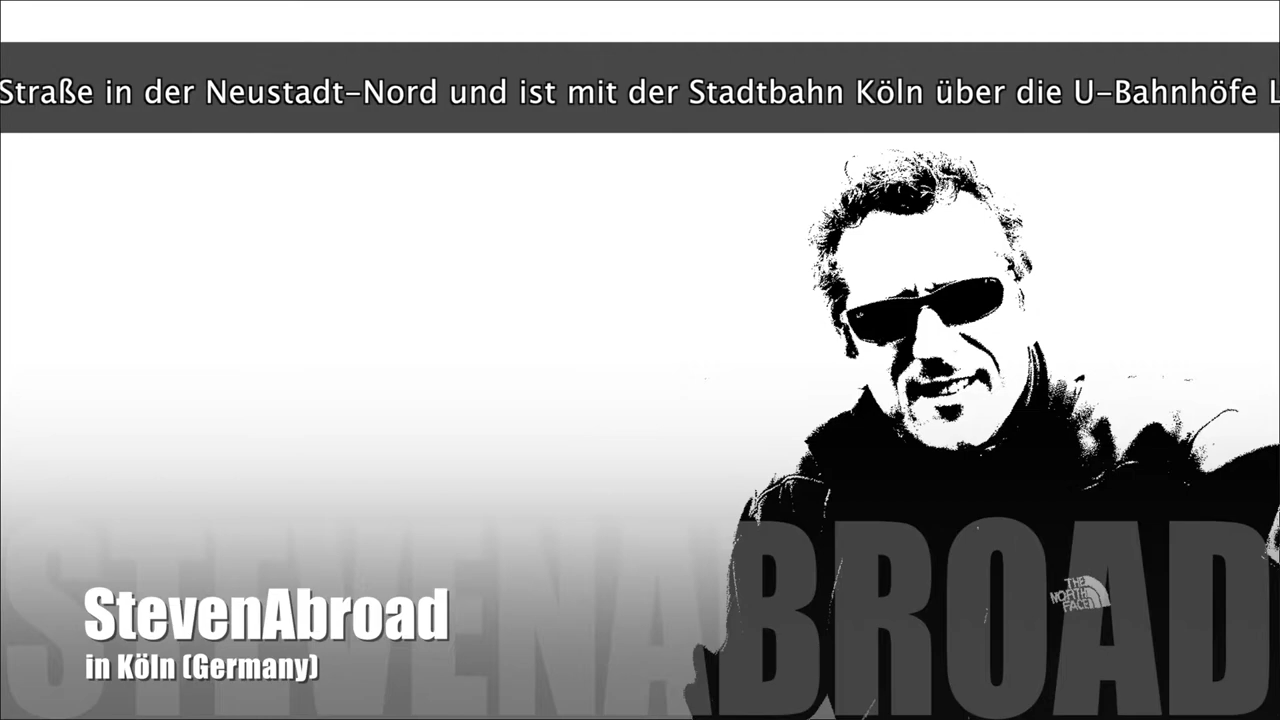 Straße in der Neustadt-Nord und ist mit der Stadtbahn Köln über die U-Bahnhöfe L
STEVENABROAD
StevenAbroad
in Köln (Germany)
THE
NORTH
FACE